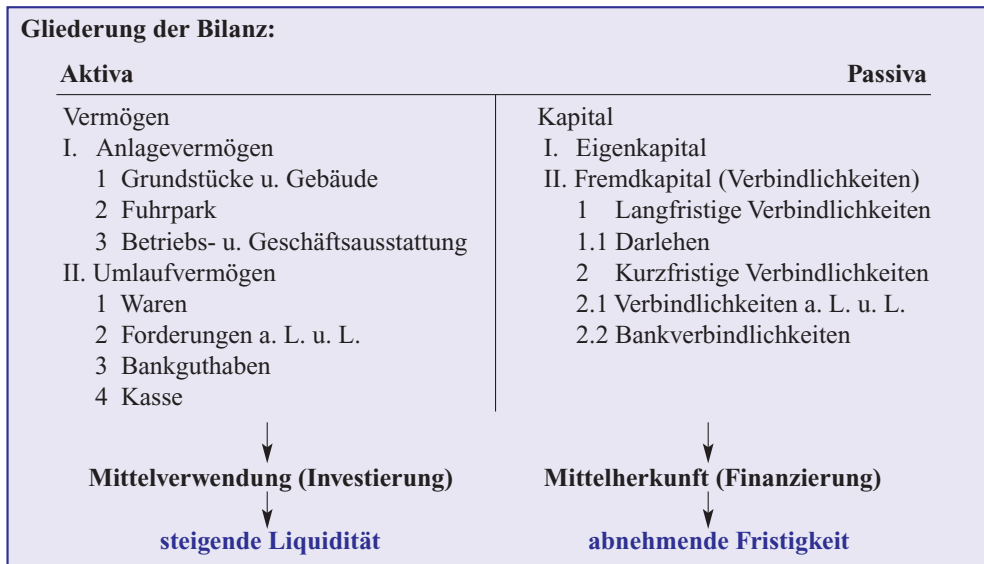 Gliederung der Bilanz:
Aktiva
Passiva
Vermögen
I. Anlagevermögen
1 Grundstücke u. Gebäude
2 Fuhrpark
3 Betriebs- u. Geschäftsausstattung
II. Umlaufvermögen
1 Waren
2 Forderungen a. L. u. L.
3 Bankguthaben
4 Kasse
Mittelverwendung (Investierung)
steigende Liquidität
Kapital
I. Eigenkapital
II. Fremdkapital (Verbindlichkeiten)
1 Langfristige Verbindlichkeiten
1.1 Darlehen
2 Kurzfristige Verbindlichkeiten
2.1 Verbindlichkeiten a. L. u. L.
2.2 Bankverbindlichkeiten
Mittelherkunft (Finanzierung)
abnehmende Fristigkeit